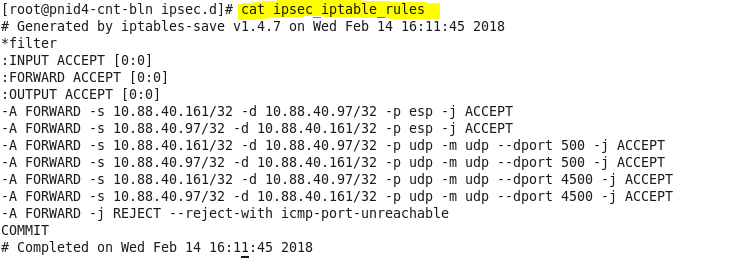 [root@pnid4-cnt-bln ipsec.d]# cat ipsec_iptable_rules
# Generated by iptables-save v1.4.7 on Wed Feb 14 16:11:45 2018
*filter
:INPUT ACCEPT [0:0]
:FORWARD ACCEPT [0:0]
:OUTPUT ACCEPT [0:0]
-A FORWARD -s 10.88.40.161/32 -d 10.88.40.97/32 -p esp -j ACCEPT
-A FORWARD -s 10.88.40.97/32 -d 10.88.40.161/32 -p esp -j ACCEPT
-A FORWARD -s 10.88.40.161/32 -d 10.88.40.97/32 -p udp -m udp --dport 500 -j ACCEPT
-A FORWARD -s 10.88.40.97/32 -d 10.88.40.161/32 -p udp -m udp --dport 500 -j ACCEPT
-A FORWARD -s 10.88.40.161/32 -d 10.88.40.97/32 -p udp -m udp --dport 4500 -j ACCEPT
-A FORWARD -s 10.88.40.97/32 -d 10.88.40.161/32 -p udp -m udp --dport 4500 -j ACCEPT
-A FORWARD -j REJECT --reject-with icmp-port-unreachable
COMMIT
# Completed on Wed Feb 14 16:11:45 2018